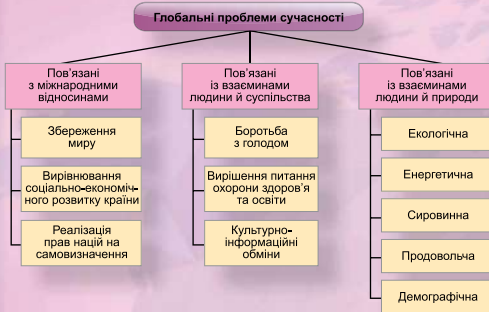 Глобальні проблеми сучасності
Пов’язані
з міжнародними
відносинами
Збереження
миру
Вирівнювання
соціально-економіч-
ного розвитку країни
Реалізація
прав націй на
самовизначення
Пов’язані
із взаєминами
людини й суспільства
Боротьба
з голодом
Вирішення питання
охорони здоров’я
та освіти
Культурно-
інформаційні
обміни
Пов’язані
із взаєминами
людини й природи
Екологічна
Енергетична
Сировинна
Продовольча
Демографічна